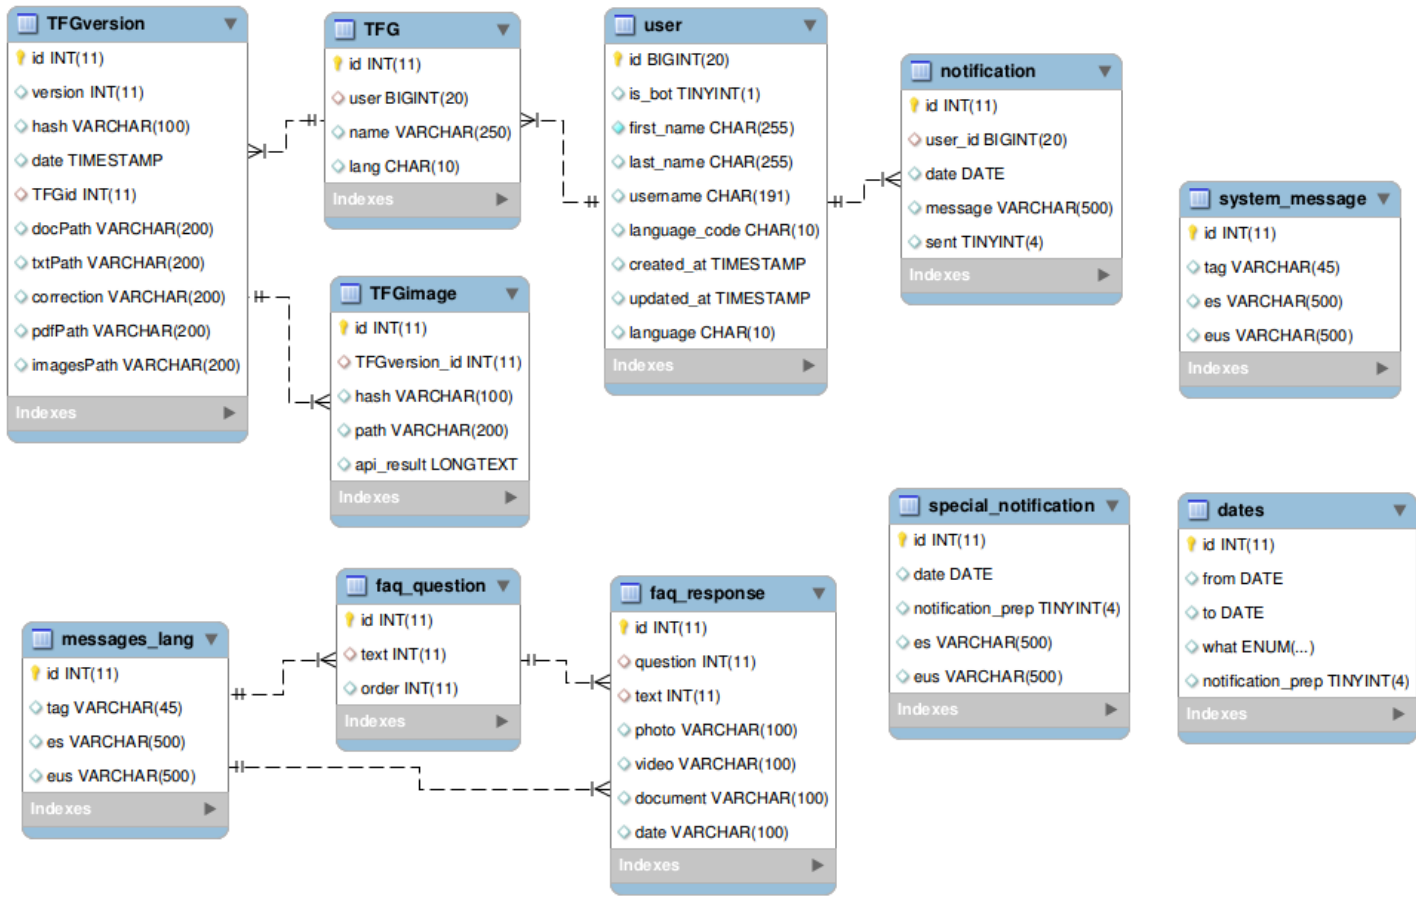 TFGversion
id INT(11)
version INT(11)
hash VARCHAR(100)
date TIMESTAMP
TFGid INT(11)
docPath VARCHAR(200)
txtPath VARCHAR(200)
correction VARCHAR(200)
pdfPath VARCHAR(200)
imagesPath VARCHAR(200)
Indexes
TFG
id INT(11)
user BIGINT(20)
name VARCHAR(250)
lang CHAR(10)
Indexes
user
id BIGINT(20)
is_bot TINYINT(1)
first_name CHAR(255)
last_name CHAR(255)
username CHAR(191)
language_code CHAR(10)
created_at TIMESTAMP
updated_at TIMESTAMP
language CHAR(10)
Indexes
notification
id INT(11)
user_id BIGINT(20)
date DATE
message VARCHAR(500)
sent TINYINT(4)
Indexes
system_message
id INT(11)
tag VARCHAR(45)
es VARCHAR(500)
eus VARCHAR(500)
Indexes
TFGimage
id INT(11)
TFGversion_id INT(11)
hash VARCHAR(100)
path VARCHAR(200)
api_result LONGTEXT
Indexes
special_notification
id INT(11)
date DATE
notification_prep TINYINT(4)
es VARCHAR(500)
eus VARCHAR(500)
Indexes
dates
id INT(11)
from DATE
to DATE
what ENUM(...)
notification_prep TINYINT(4)
Indexes
messages_lang
id INT(11)
tag VARCHAR(45)
es VARCHAR(500)
eus VARCHAR(500)
Indexes
faq_question
id INT(11)
text INT(11)
order INT(11)
Indexes
faq_response
id INT(11)
question INT(11)
text INT(11)
photo VARCHAR(100)
video VARCHAR(100)
document VARCHAR(100)
date VARCHAR(100)
Indexes